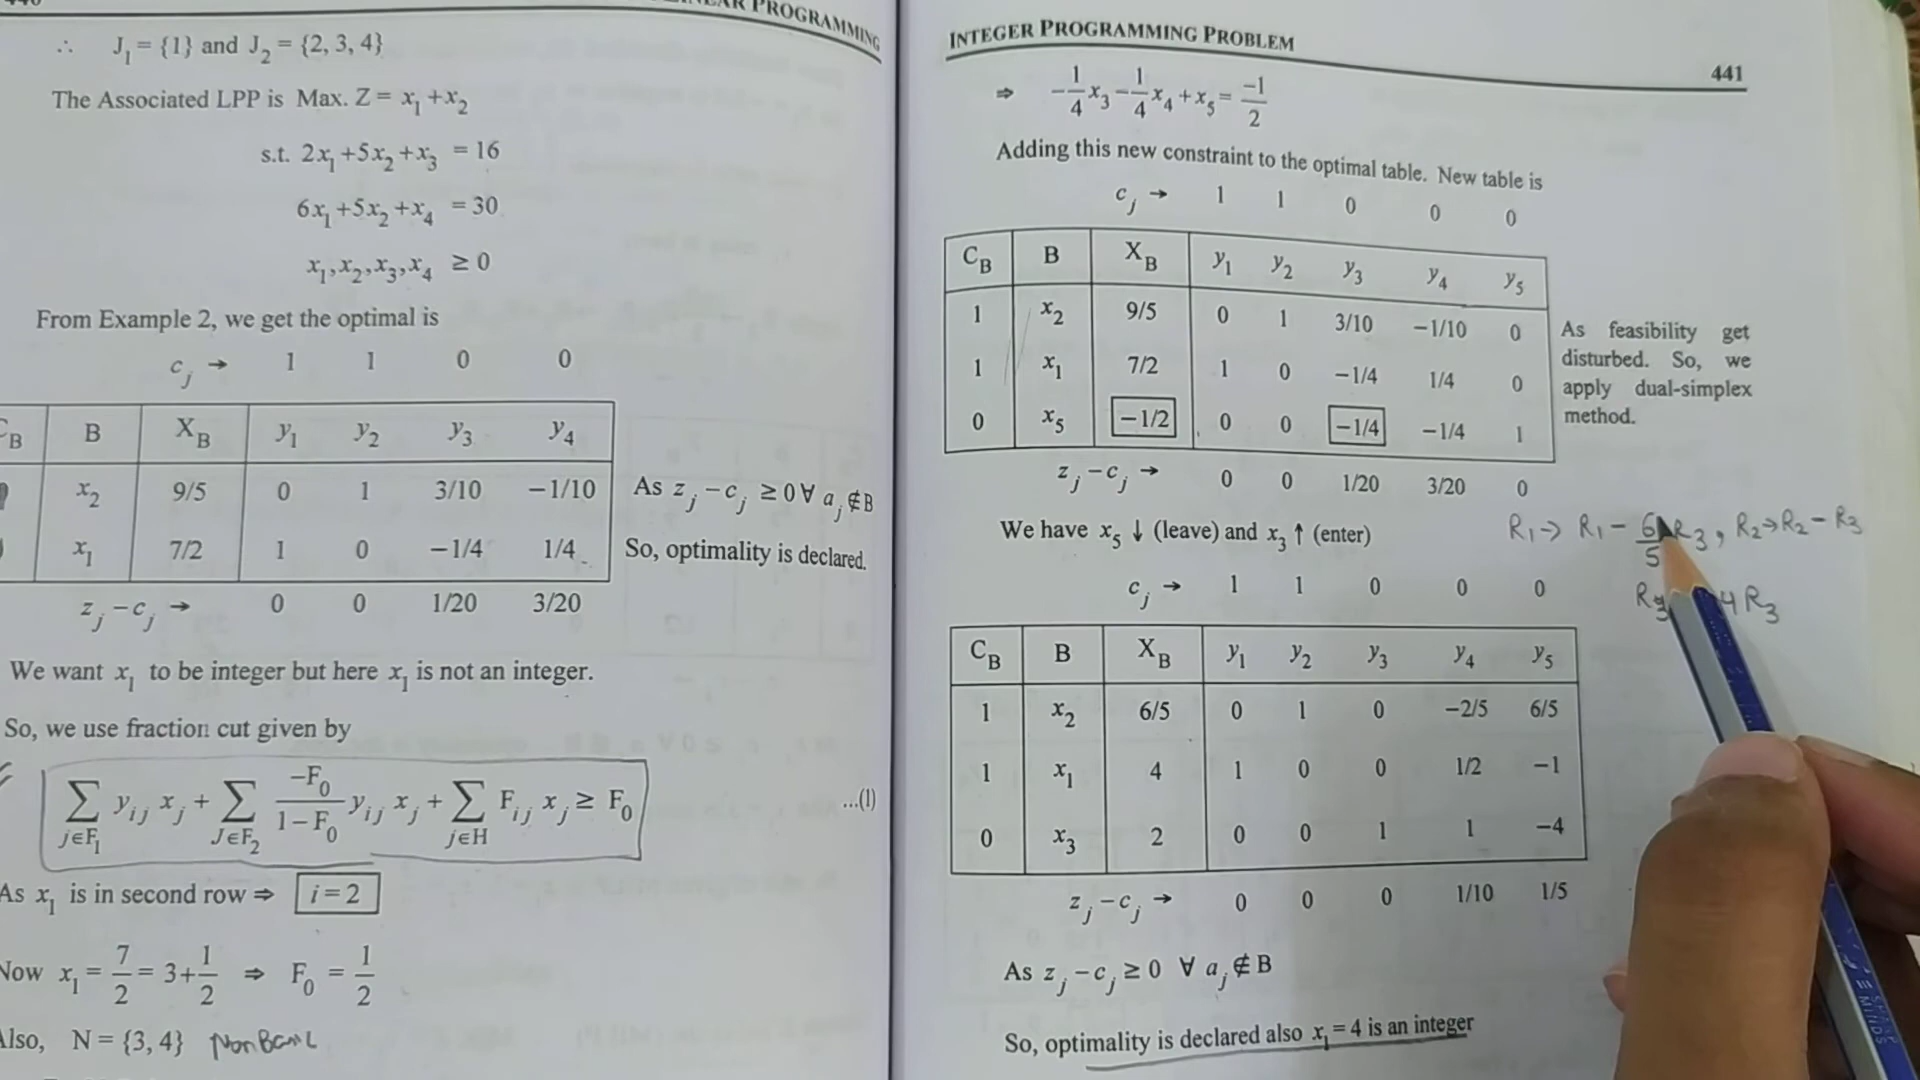 PROGRAMMING
∴ J₁ = {1} and J₂ = {2, 3, 4}
The Associated LPP is Max. Z = x₁ + x₂
s.t. 2x₁ + 5x₂ + x₃ = 16
6x₁ + 5x₂ + x₄ = 30
x₁, x₂, x₃, x₄ ≥ 0
From Example 2, we get the optimal is
cⱼ → 1 1 0 0
C_B B X_B y₁ y₂ y₃ y₄
x₂ 9/5 0 1 3/10 −1/10
As zⱼ − cⱼ ≥ 0 ∀ aⱼ ∉ B
x₁ 7/2 1 0 −1/4 1/4
So, optimality is declared.
zⱼ − cⱼ → 0 0 1/20 3/20
We want x₁ to be integer but here x₁ is not an integer.
So, we use fraction cut given by
∑_{j∈F₁} yᵢⱼ xⱼ + ∑_{J∈F₂} −F₀/(1−F₀) yᵢⱼ xⱼ + ∑_{j∈H} Fᵢⱼ xⱼ ≥ F₀ ...(1)
As x₁ is in second row ⇒ i = 2
Now x₁ = 7/2 = 3 + 1/2 ⇒ F₀ = 1/2
Also, N = {3, 4}
INTEGER PROGRAMMING PROBLEM
441
⇒ −1/4 x₃ − 1/4 x₄ + x₅ = −1/2
Adding this new constraint to the optimal table. New table is
cⱼ → 1 1 0 0 0
C_B B X_B y₁ y₂ y₃ y₄ y₅
1 x₂ 9/5 0 1 3/10 −1/10 0
1 x₁ 7/2 1 0 −1/4 1/4 0
0 x₅ −1/2 0 0 −1/4 −1/4 1
zⱼ − cⱼ → 0 0 1/20 3/20 0
As feasibility get
disturbed. So, we
apply dual-simplex
method.
We have x₅ ↓ (leave) and x₃ ↑ (enter)
R₁ → R₁ − 6/5 R₃, R₂ → R₂ − R₃
4R₃
cⱼ → 1 1 0 0 0
C_B B X_B y₁ y₂ y₃ y₄ y₅
1 x₂ 6/5 0 1 0 −2/5 6/5
1 x₁ 4 1 0 0 1/2 −1
0 x₃ 2 0 0 1 1 −4
zⱼ − cⱼ → 0 0 0 1/10 1/5
As zⱼ − cⱼ ≥ 0 ∀ aⱼ ∉ B
So, optimality is declared also x₁ = 4 is an integer